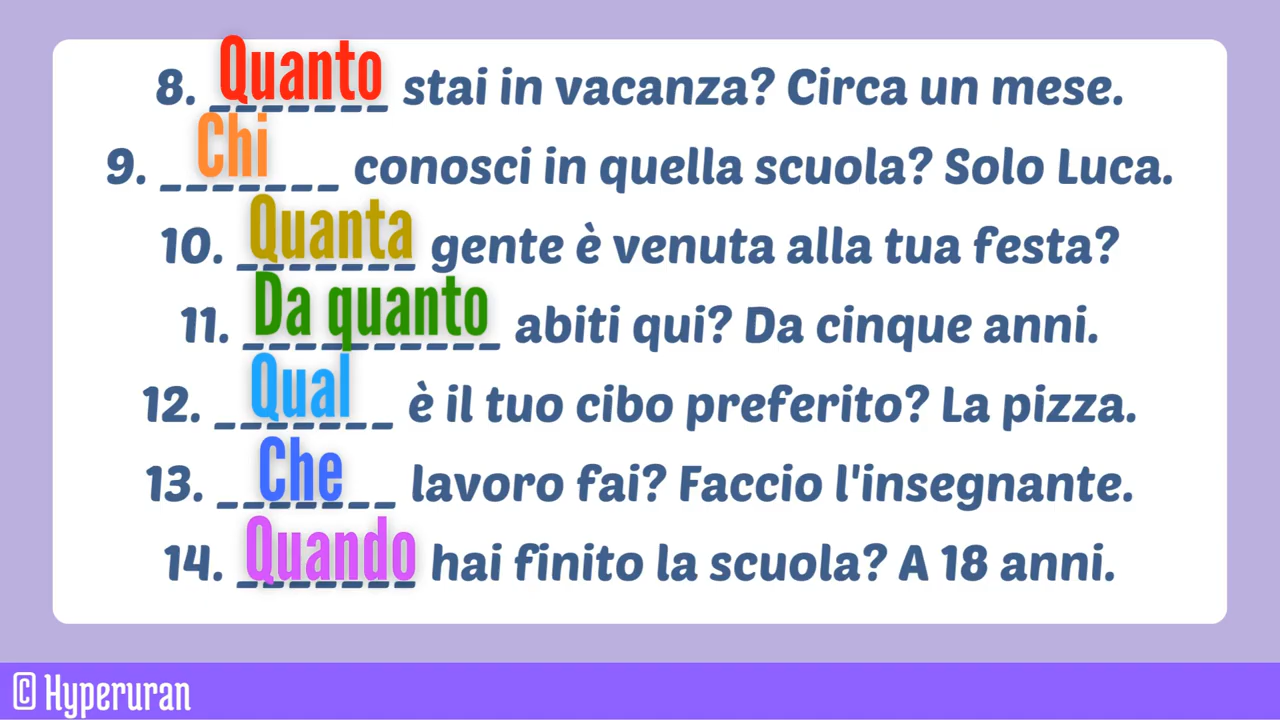 8. Quanto stai in vacanza? Circa un mese.
9. Chi conosci in quella scuola? Solo Luca.
10. Quanta gente è venuta alla tua festa?
11. Da quanto abiti qui? Da cinque anni.
12. Qual è il tuo cibo preferito? La pizza.
13. Che lavoro fai? Faccio l'insegnante.
14. Quando hai finito la scuola? A 18 anni.
© Hyperuran